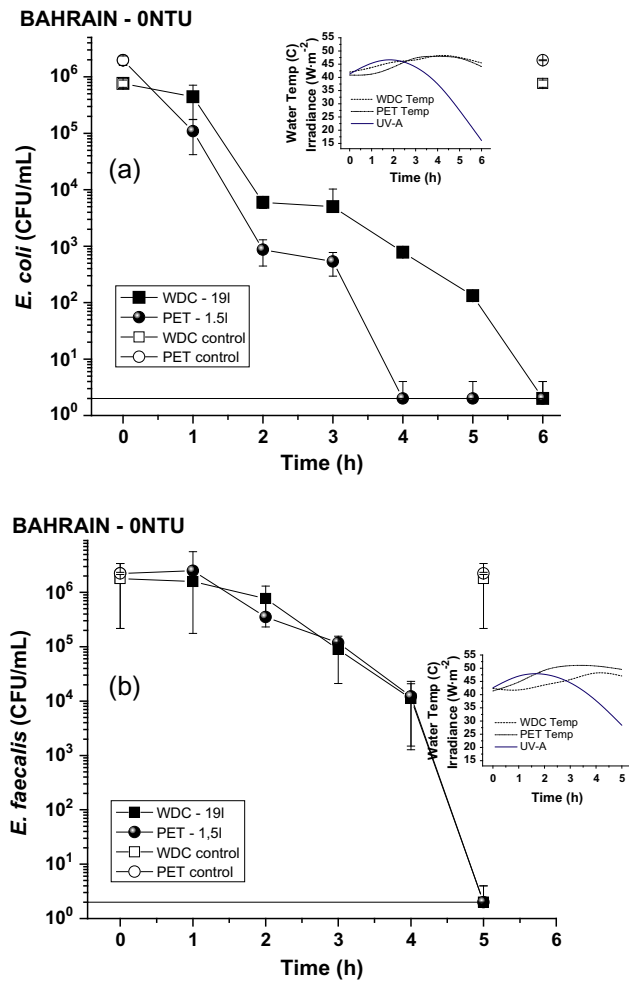 BAHRAIN - 0NTU
E. coli (CFU/mL)
10^6
10^5
10^4
10^3
10^2
10^1
10^0
(a)
WDC - 19l
PET - 1.5l
WDC control
PET control
0 1 2 3 4 5 6
Time (h)
Water Temp (C)
Irradiance (W·m^-2)
55
50
45
40
35
30
25
20
15
WDC Temp
PET Temp
UV-A
0 1 2 3 4 5 6
Time (h)
BAHRAIN - 0NTU
E. faecalis (CFU/mL)
10^6
10^5
10^4
10^3
10^2
10^1
10^0
(b)
WDC - 19l
PET - 1,5l
WDC control
PET control
0 1 2 3 4 5 6
Time (h)
Water Temp (C)
Irradiance (W·m^-2)
55
50
45
40
35
30
25
20
15
WDC Temp
PET Temp
UV-A
0 1 2 3 4 5
Time (h)